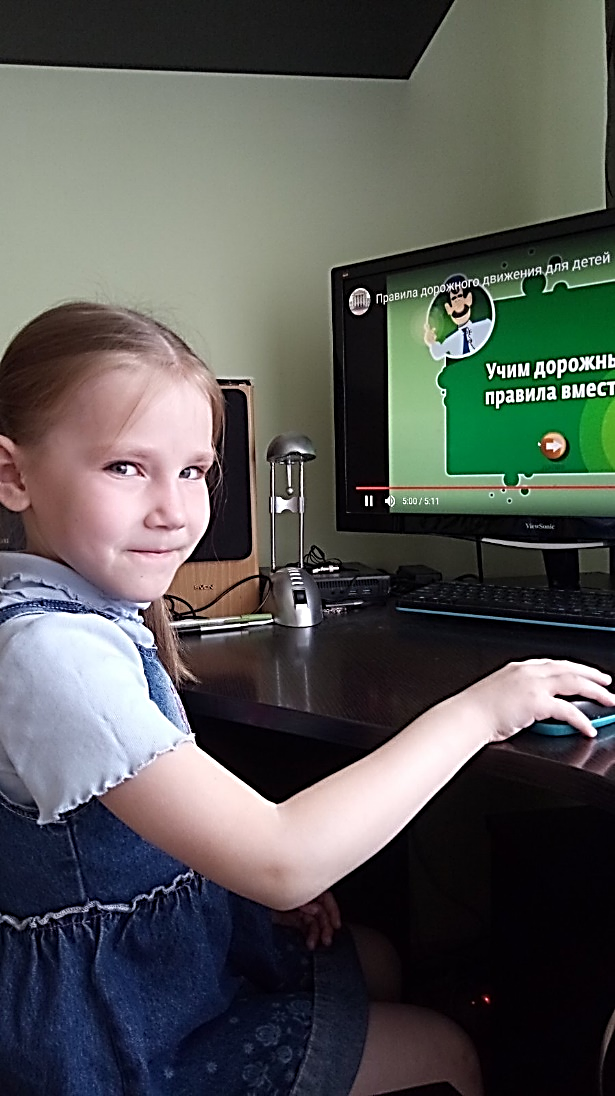 Правила дорожного движения для детей
Учим дорожны
правила вмест
5:00 / 5:11
ViewSonic